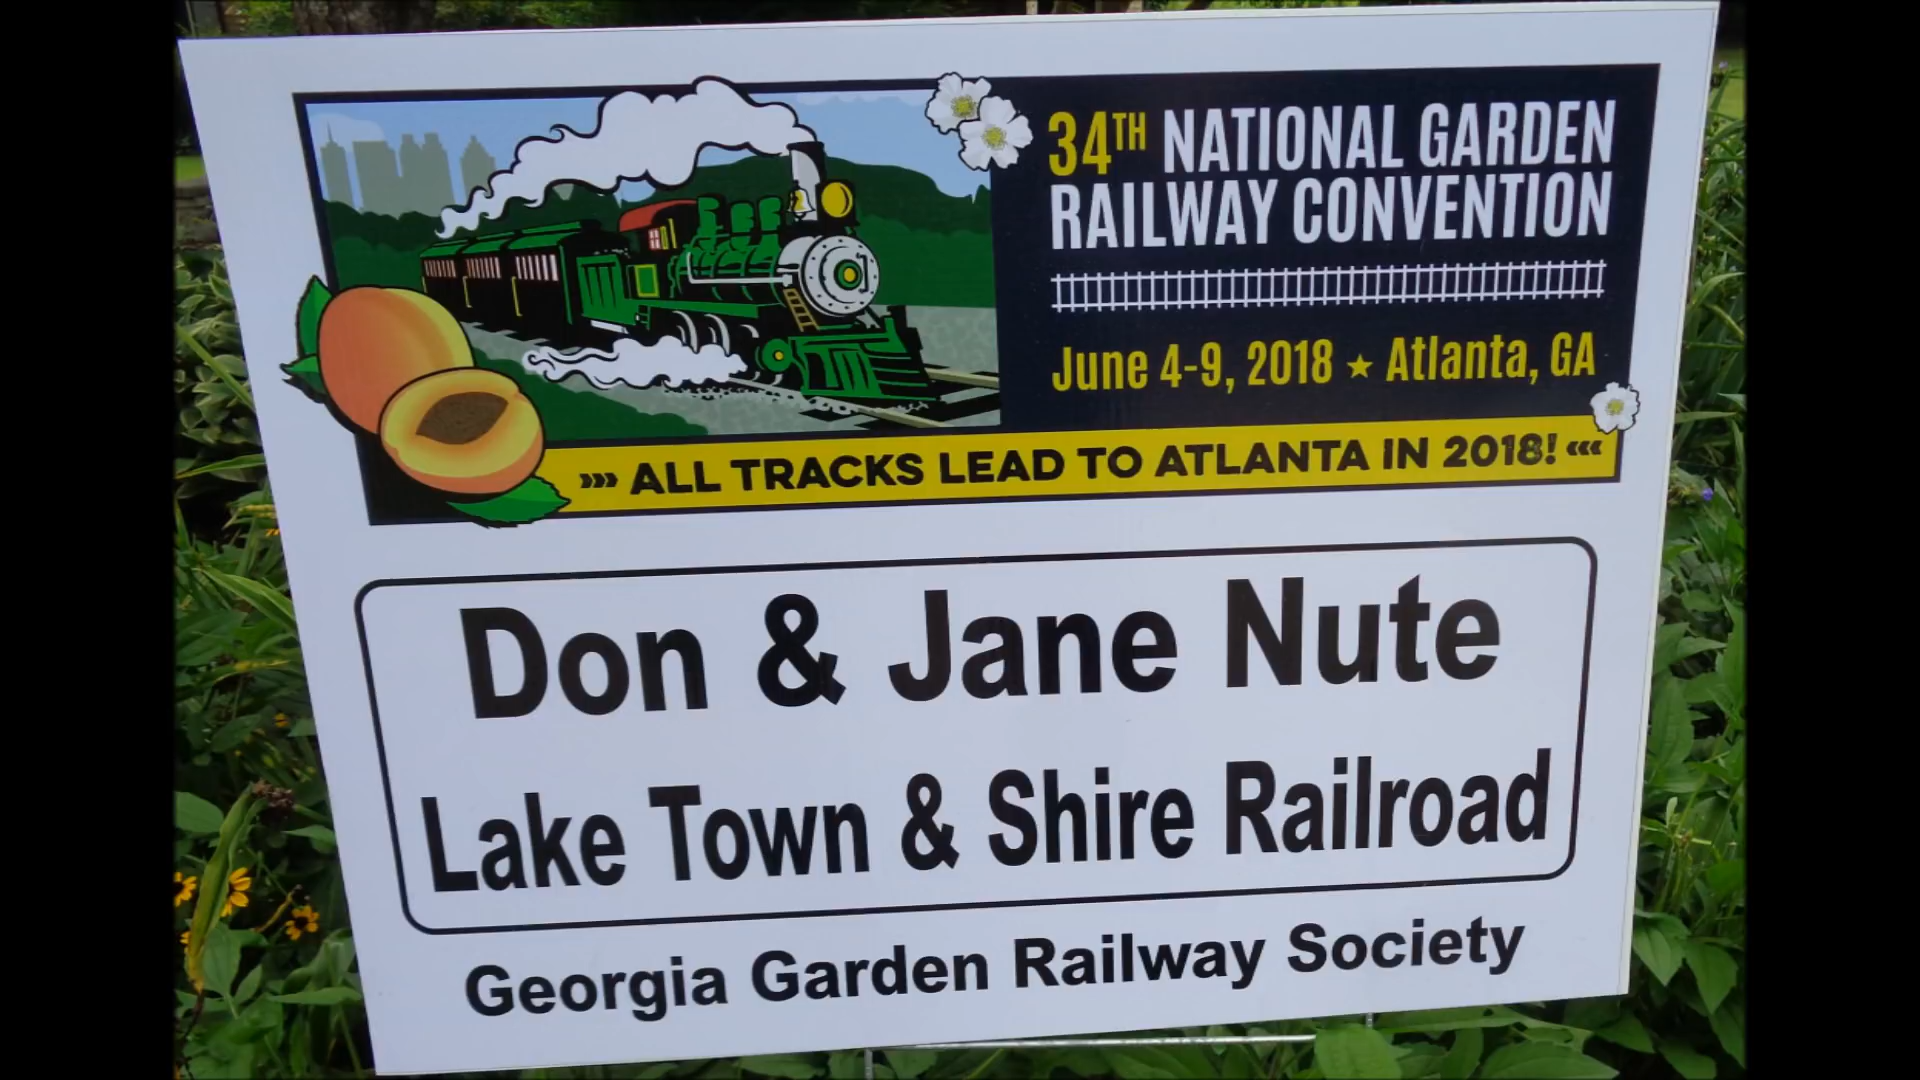 34TH NATIONAL GARDEN
RAILWAY CONVENTION
June 4-9, 2018 ★ Atlanta, GA
»» ALL TRACKS LEAD TO ATLANTA IN 2018! ««
Don & Jane Nute
Lake Town & Shire Railroad
Georgia Garden Railway Society